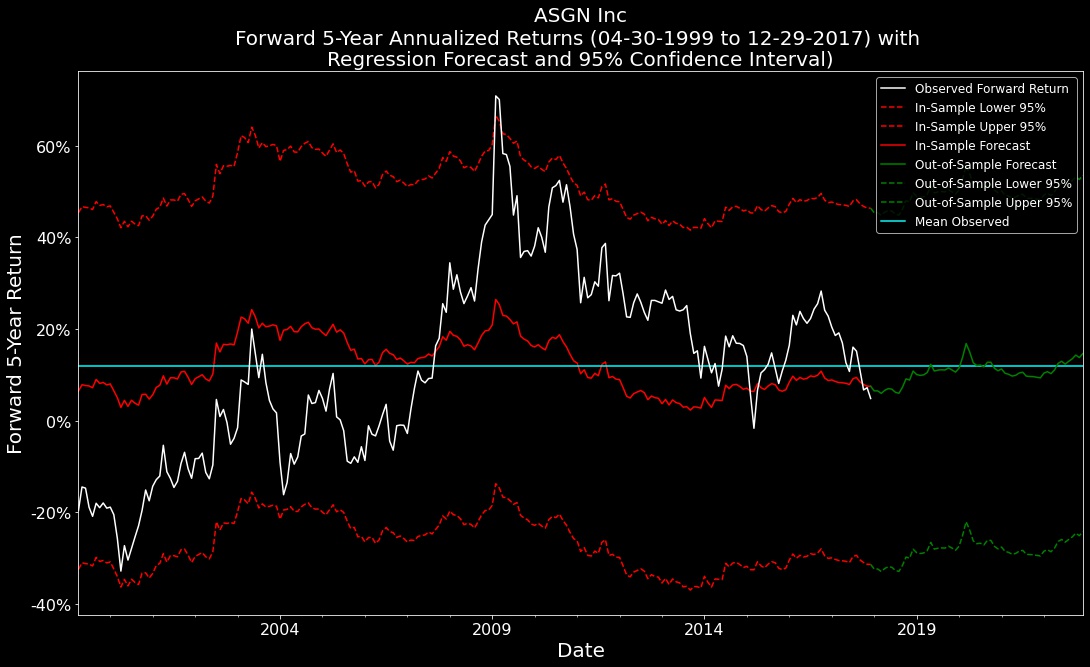 ASGN Inc
Forward 5-Year Annualized Returns (04-30-1999 to 12-29-2017) with
Regression Forecast and 95% Confidence Interval)
Observed Forward Return
In-Sample Lower 95%
In-Sample Upper 95%
In-Sample Forecast
Out-of-Sample Forecast
Out-of-Sample Lower 95%
Out-of-Sample Upper 95%
Mean Observed
Forward 5-Year Return
60%
40%
20%
0%
-20%
-40%
2004
2009
2014
2019
Date